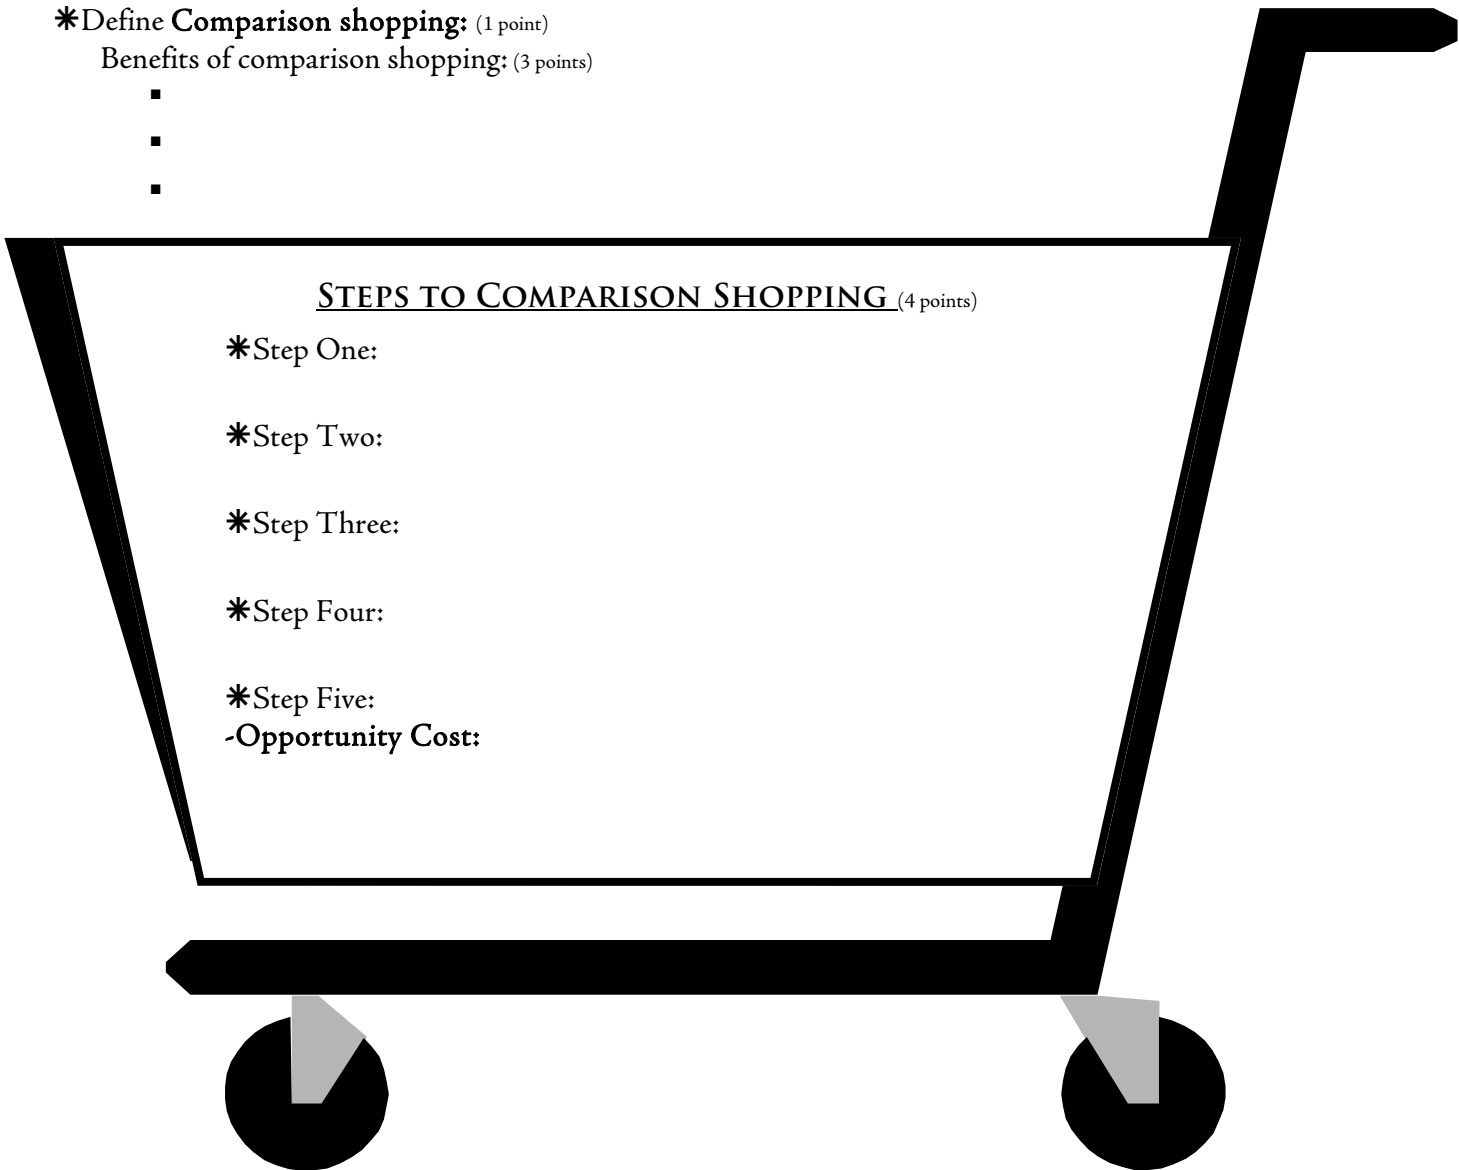 ✳Define Comparison shopping: (1 point)
Benefits of comparison shopping: (3 points)
▪
▪
▪
Steps to Comparison Shopping (4 points)
✳Step One:
✳Step Two:
✳Step Three:
✳Step Four:
✳Step Five:
-Opportunity Cost: